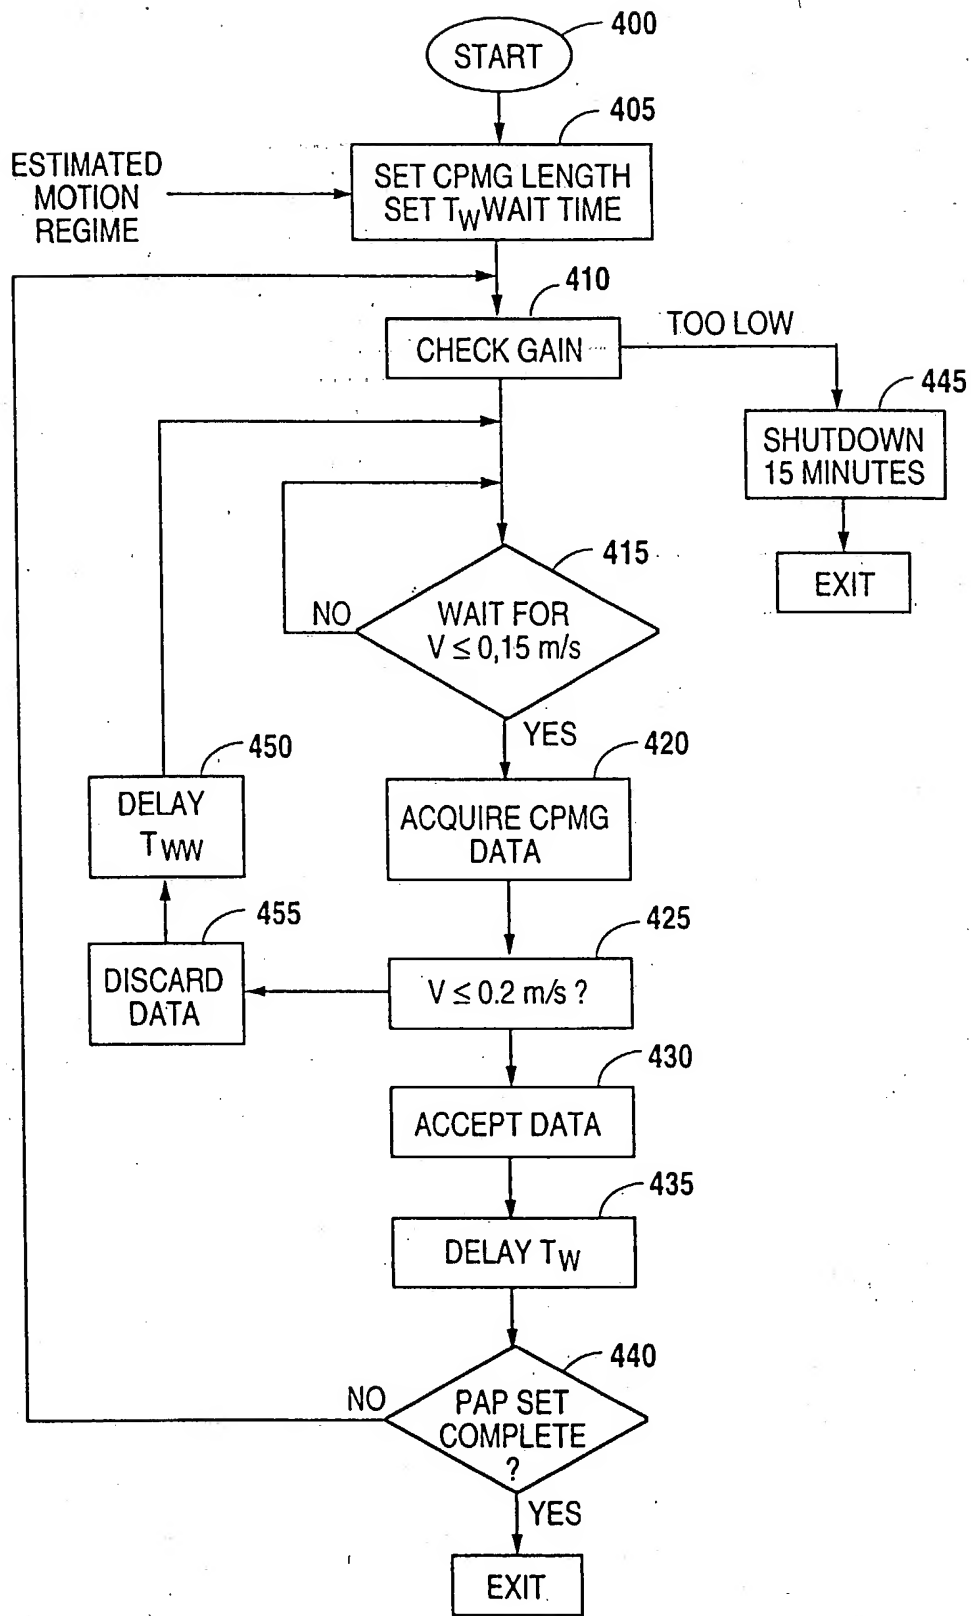 400
START
405
ESTIMATED
MOTION
REGIME
SET CPMG LENGTH
SET TW WAIT TIME
410
CHECK GAIN
TOO LOW
445
SHUTDOWN
15 MINUTES
EXIT
415
NO
WAIT FOR
V ≤ 0,15 m/s
YES
420
ACQUIRE CPMG
DATA
450
DELAY
TWW
455
DISCARD
DATA
425
V ≤ 0.2 m/s ?
430
ACCEPT DATA
435
DELAY TW
440
NO
PAP SET
COMPLETE
?
YES
EXIT